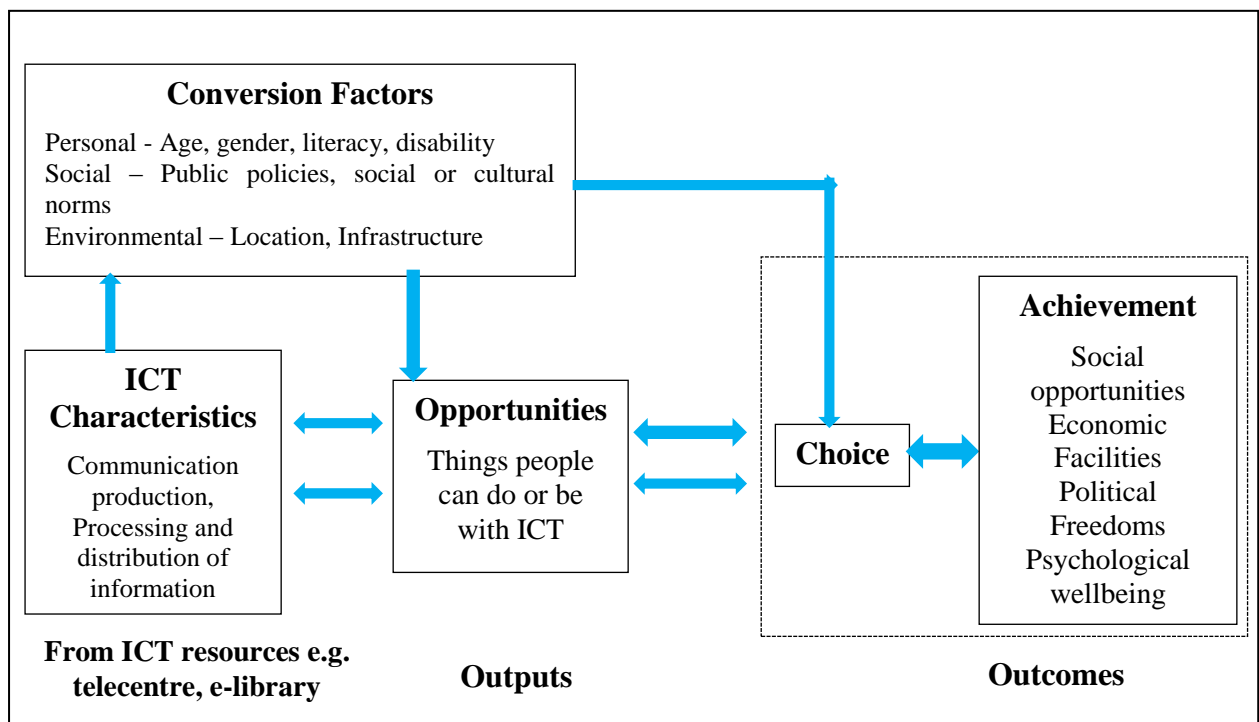 Conversion Factors
Personal - Age, gender, literacy, disability
Social – Public policies, social or cultural
norms
Environmental – Location, Infrastructure
ICT
Characteristics
Communication
production,
Processing and
distribution of
information
From ICT resources e.g.
telecentre, e-library
Opportunities
Things people
can do or be
with ICT
Outputs
Choice
Achievement
Social
opportunities
Economic
Facilities
Political
Freedoms
Psychological
wellbeing
Outcomes